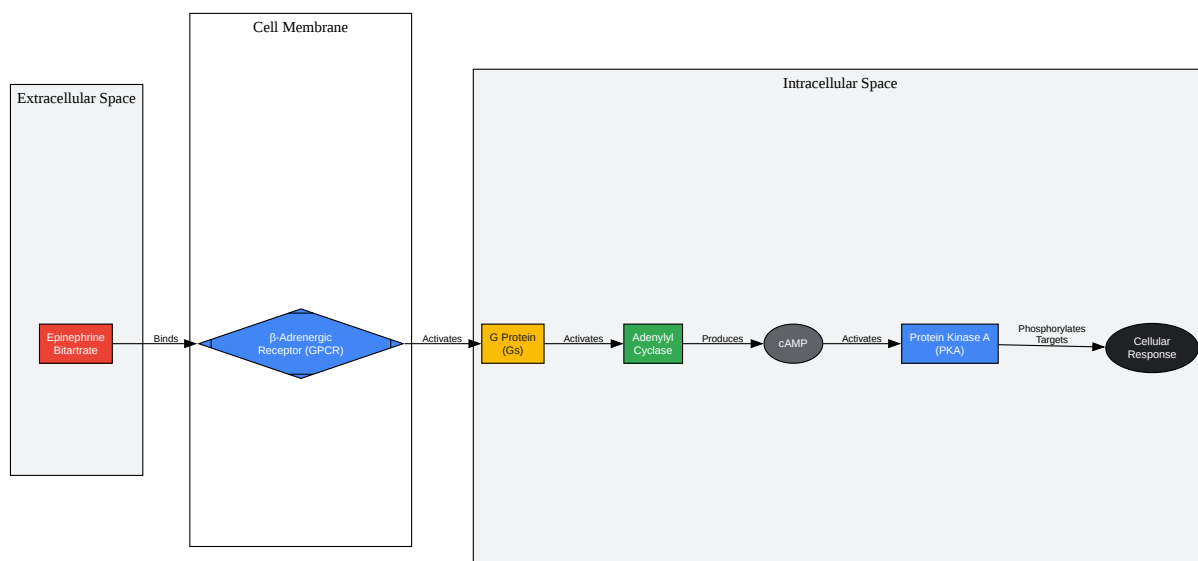 Cell Membrane
Extracellular Space
Intracellular Space
Epinephrine
Bitartrate
Binds
β-Adrenergic
Receptor (GPCR)
Activates
G Protein
(Gs)
Activates
Adenylyl
Cyclase
Produces
cAMP
Activates
Protein Kinase A
(PKA)
Phosphorylates
Targets
Cellular
Response